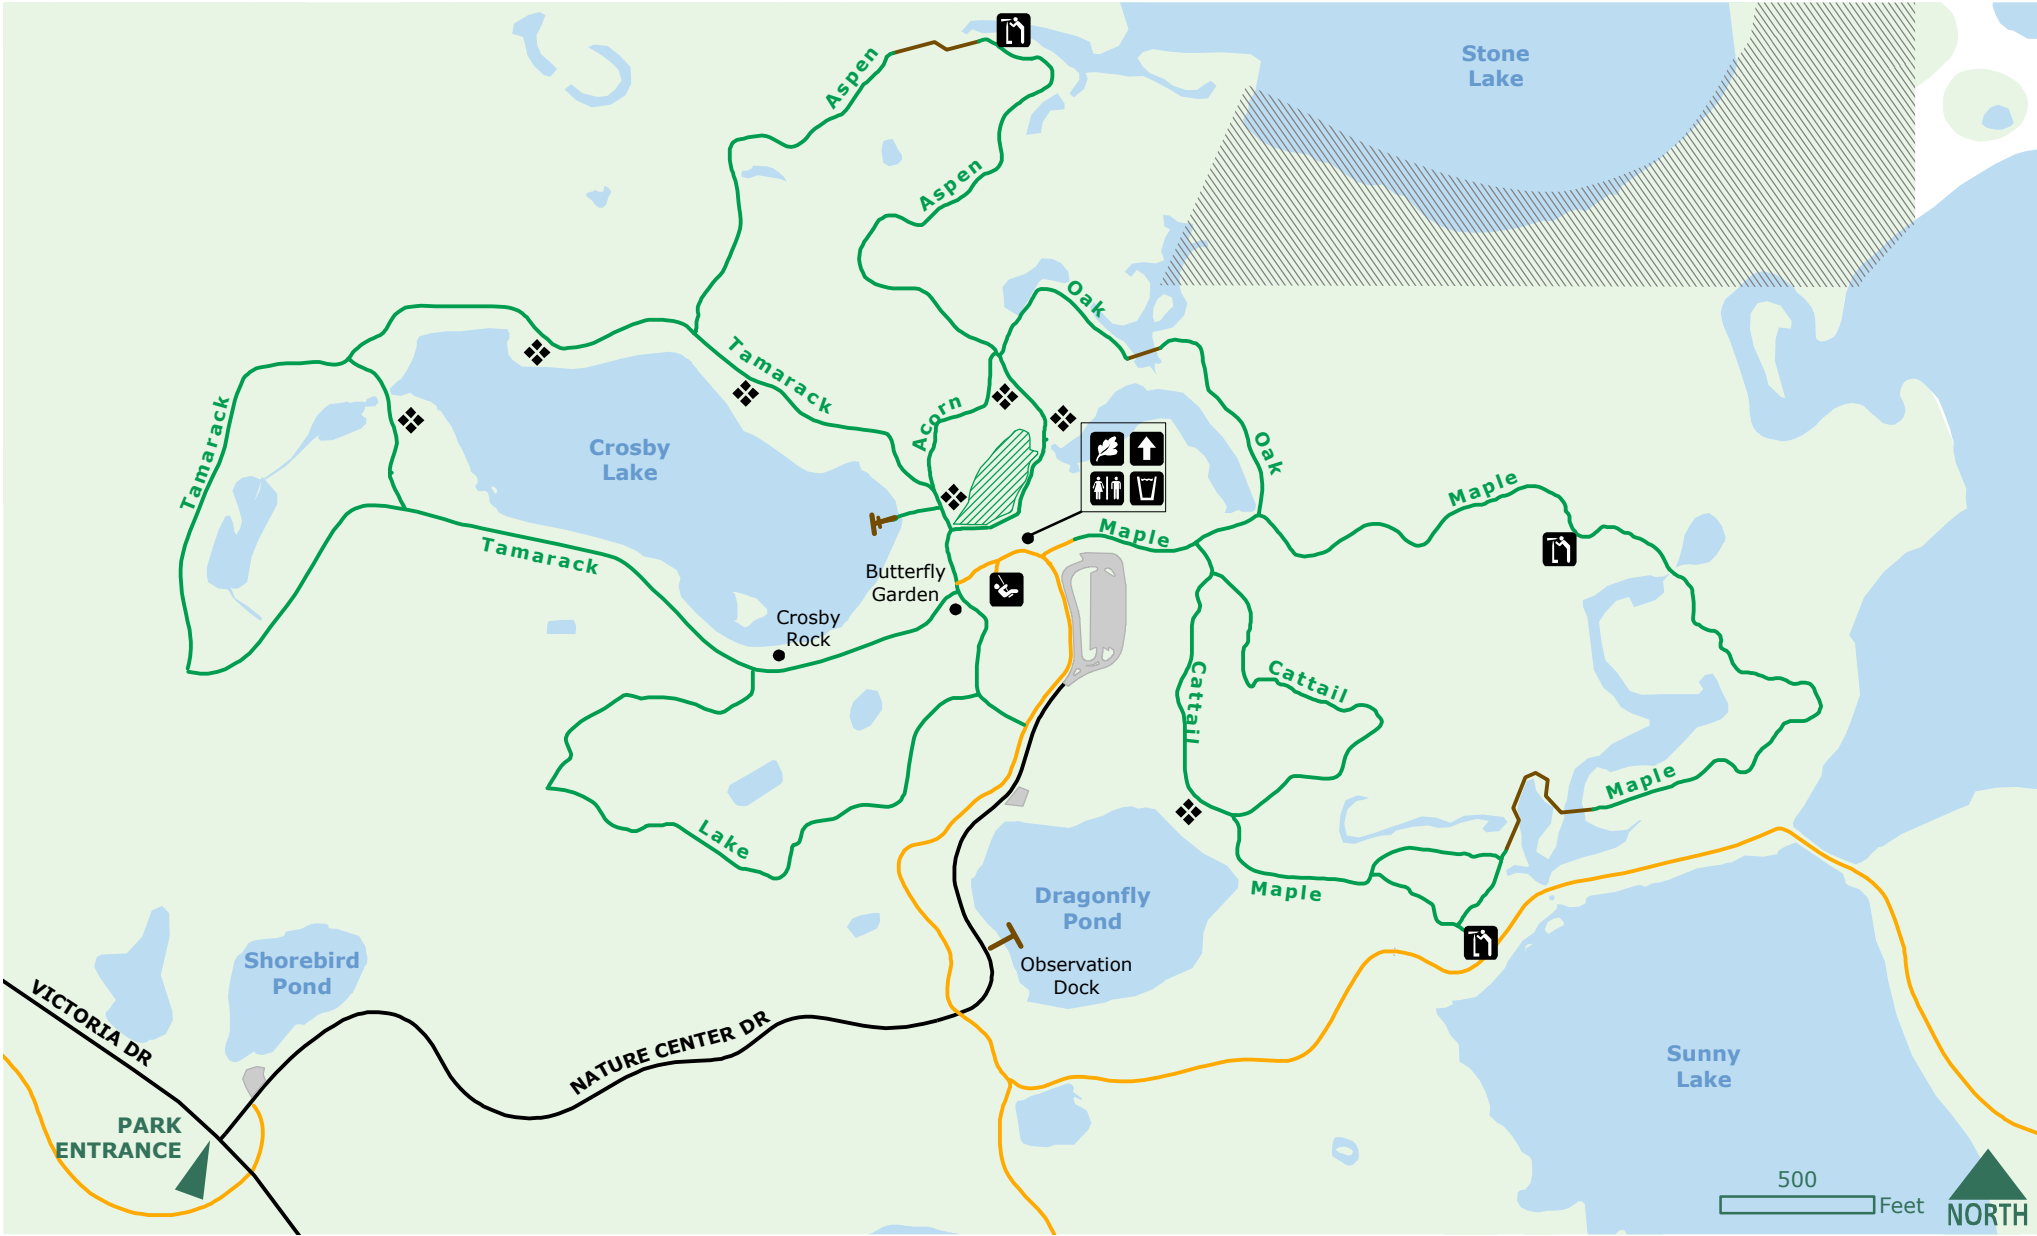 Stone
Lake
Aspen
Aspen
Oak
Tamarack
Acorn
Tamarack
Crosby
Lake
Oak
Maple
Maple
Tamarack
Butterfly
Garden
Crosby
Rock
Cattail
Cattail
Maple
Lake
Maple
Dragonfly
Pond
Observation
Dock
Shorebird
Pond
VICTORIA DR
NATURE CENTER DR
Sunny
Lake
PARK
ENTRANCE
500
Feet
NORTH